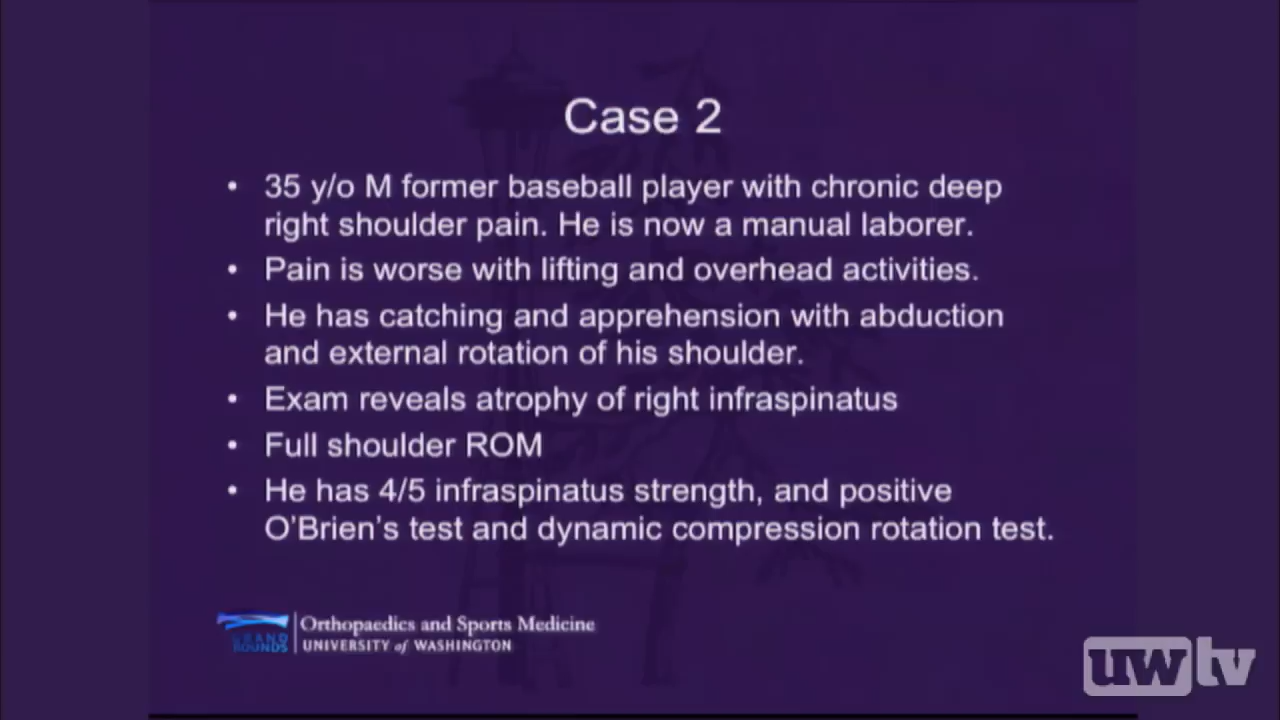 Case 2
• 35 y/o M former baseball player with chronic deep
right shoulder pain. He is now a manual laborer.
• Pain is worse with lifting and overhead activities.
• He has catching and apprehension with abduction
and external rotation of his shoulder.
• Exam reveals atrophy of right infraspinatus
• Full shoulder ROM
• He has 4/5 infraspinatus strength, and positive
O'Brien's test and dynamic compression rotation test.
GRAND
ROUNDS
Orthopaedics and Sports Medicine
UNIVERSITY of WASHINGTON
uwtv